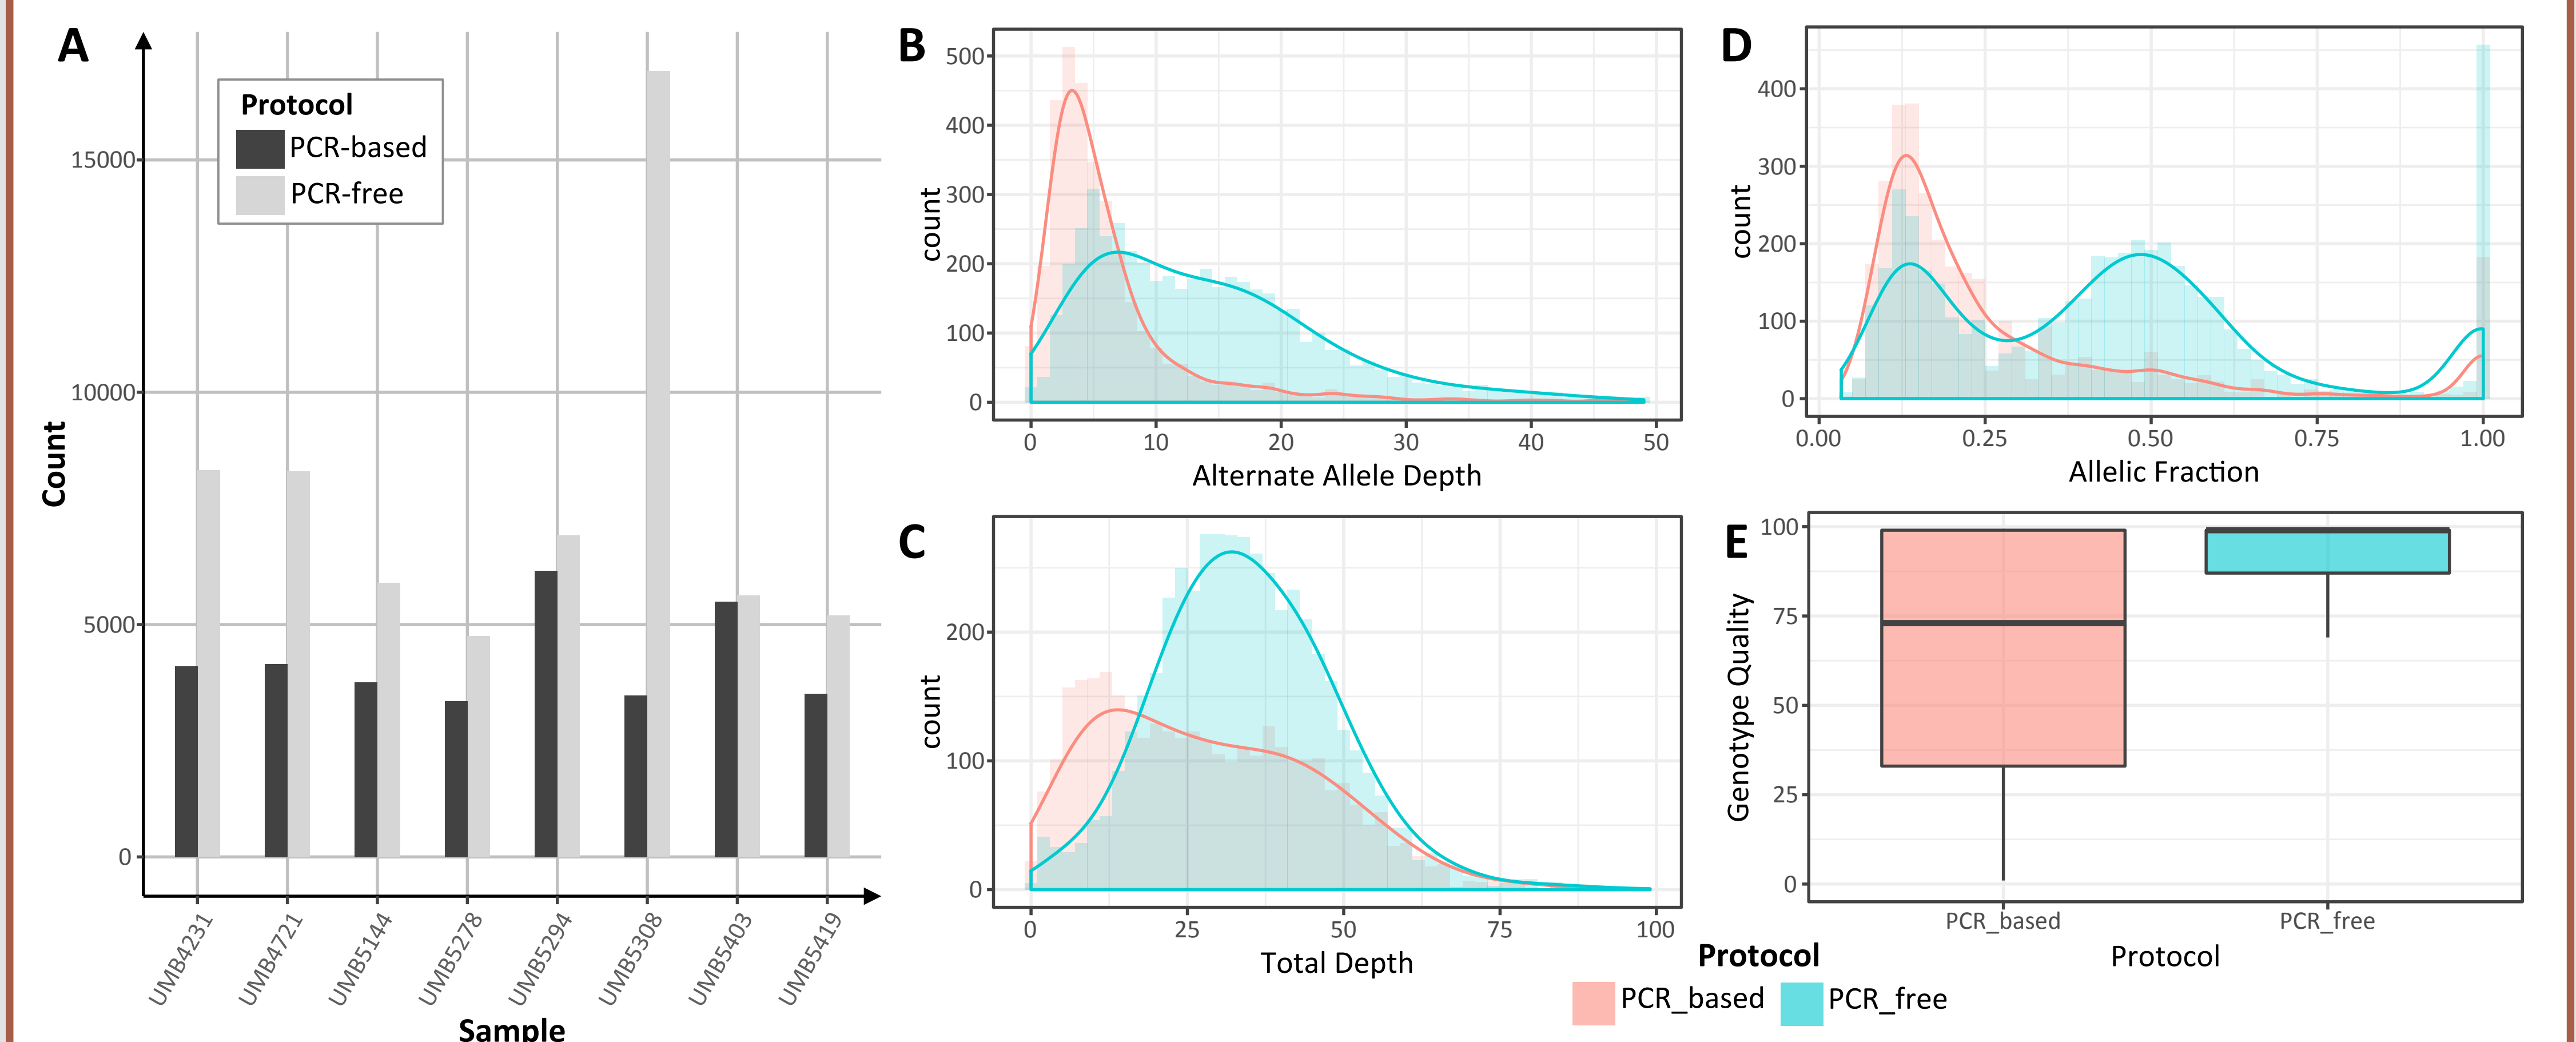 A
Protocol
PCR-based
PCR-free
15000
10000
5000
0
Count
UMB4231
UMB4721
UMB5144
UMB5278
UMB5294
UMB5308
UMB5403
UMB5419
Sample
B
500
400
300
200
100
0
count
0 10 20 30 40 50
Alternate Allele Depth
C
200
100
0
count
0 25 50 75 100
Total Depth
D
400
300
200
100
0
count
0.00 0.25 0.50 0.75 1.00
Allelic Fraction
E
100
75
50
25
0
Genotype Quality
PCR_based PCR_free
Protocol
Protocol
PCR_based PCR_free